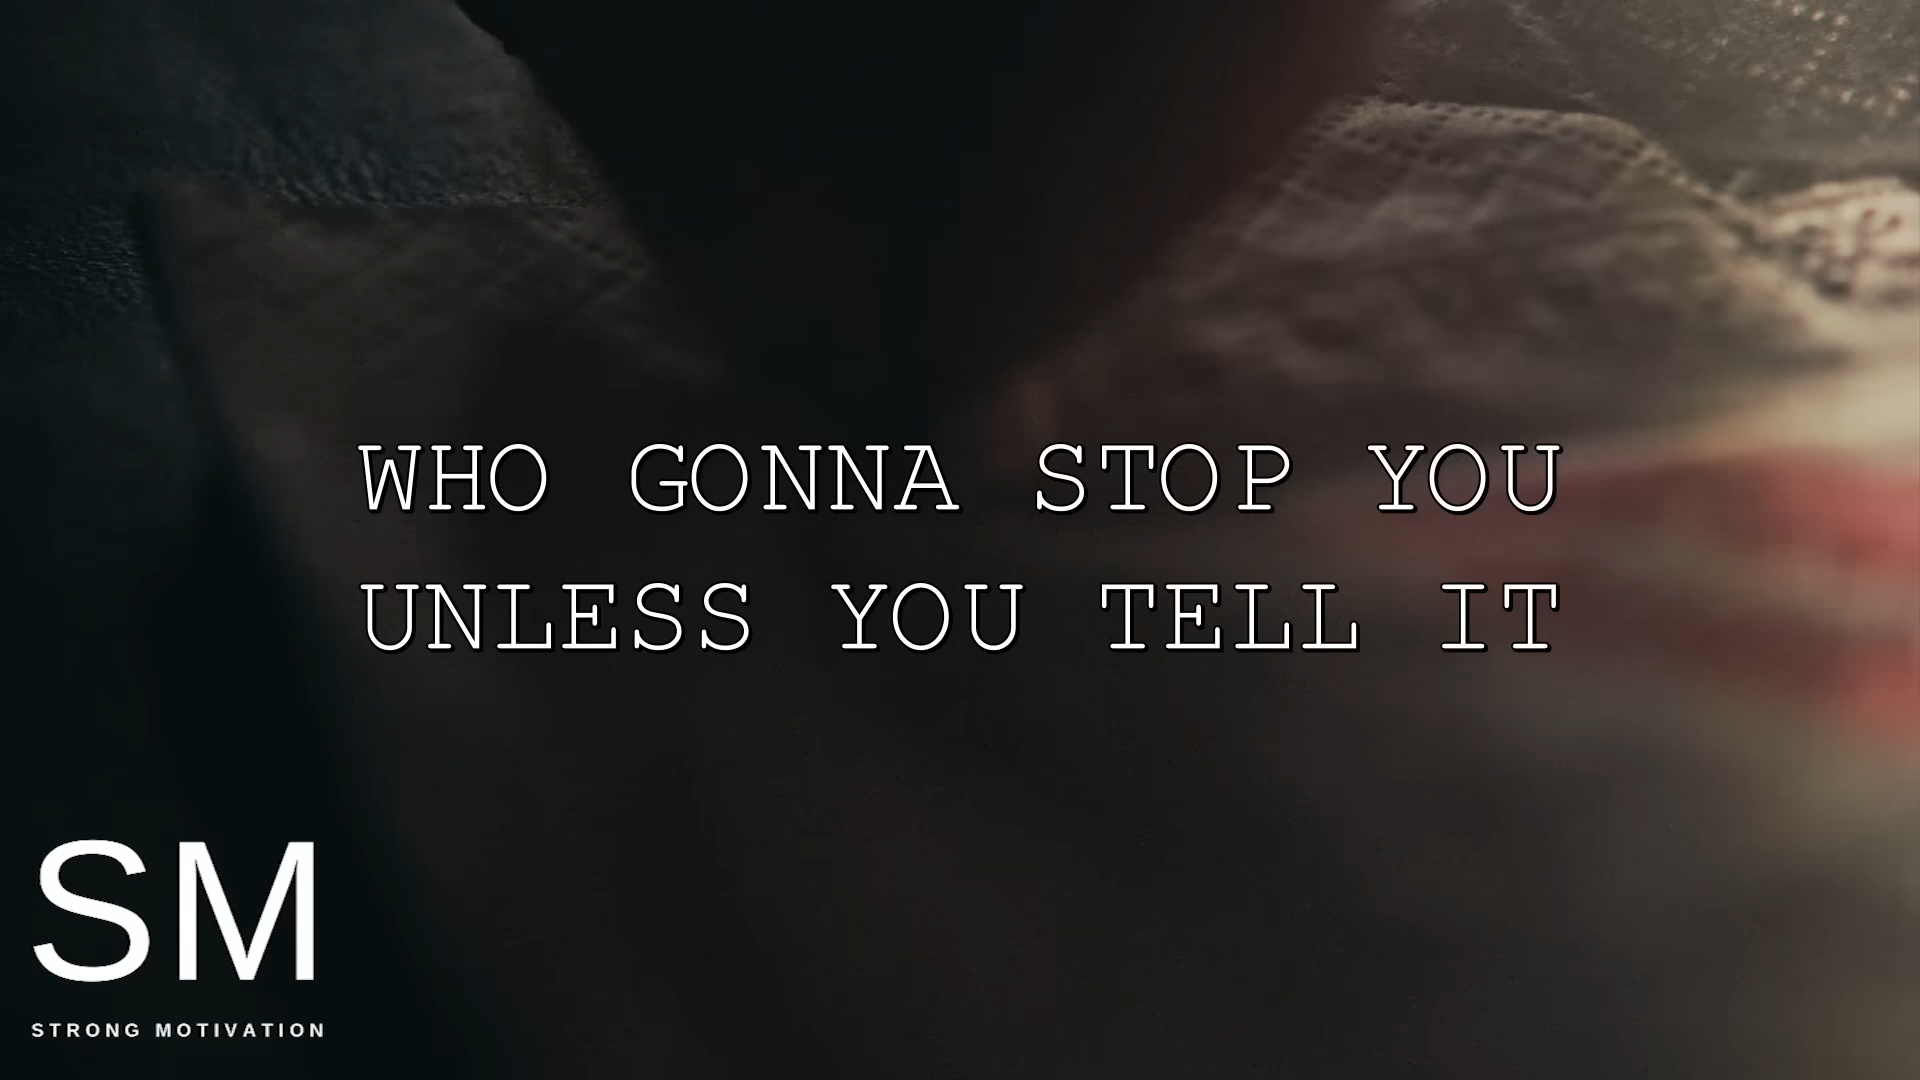 WHO GONNA STOP YOU
UNLESS YOU TELL IT
SM
STRONG MOTIVATION